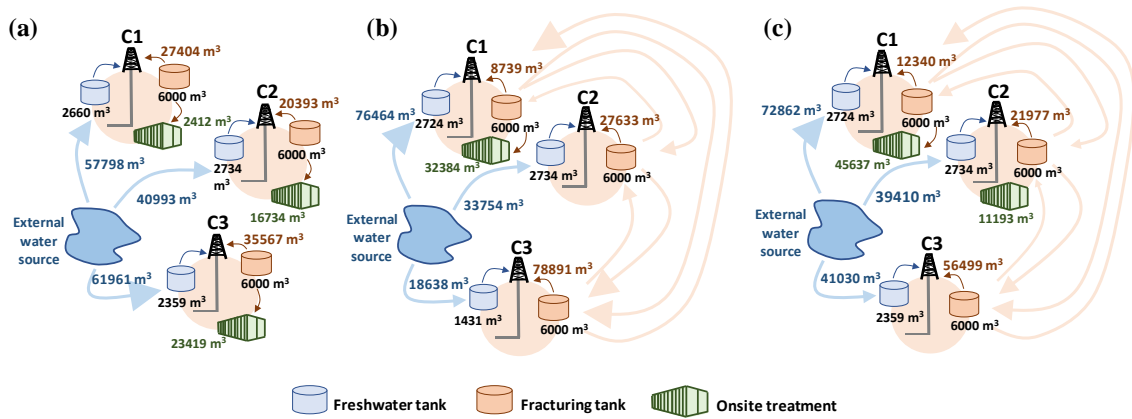 (a)
C1
27404 m³
2660 m³
6000 m³
2412 m³
57798 m³
C2
20393 m³
2734
m³
6000 m³
16734 m³
40993 m³
External
water
source
61961 m³
C3
35567 m³
2359 m³
6000 m³
23419 m³
(b)
C1
8739 m³
76464 m³
2724 m³
6000 m³
32384 m³
C2
27633 m³
2734 m³
6000 m³
33754 m³
External
water
source
18638 m³
C3
78891 m³
1431 m³
6000 m³
(c)
C1
12340 m³
72862 m³
2724 m³
6000 m³
45637 m³
C2
21977 m³
2734 m³
6000 m³
11193 m³
39410 m³
External
water
source
41030 m³
C3
56499 m³
2359 m³
6000 m³
Freshwater tank
Fracturing tank
Onsite treatment